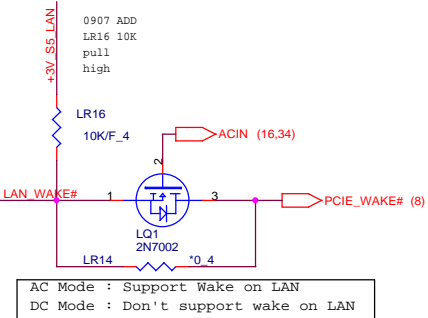 +3V_S5_LAN
0907 ADD
LR16 10K
pull
high
LR16
10K/F_4
ACIN (16,34)
2
LAN_WAKE#
1
3
PCIE_WAKE# (8)
LQ1
2N7002
LR14
*0_4
AC Mode : Support Wake on LAN
DC Mode : Don't support wake on LAN